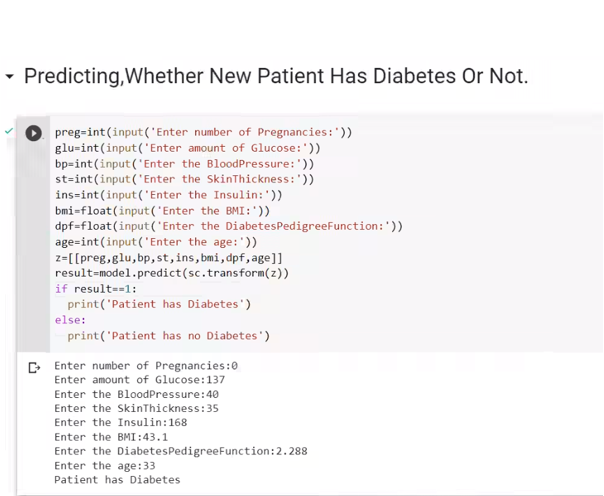 Predicting,Whether New Patient Has Diabetes Or Not.
preg=int(input('Enter number of Pregnancies:'))
glu=int(input('Enter amount of Glucose:'))
bp=int(input('Enter the BloodPressure:'))
st=int(input('Enter the SkinThickness:'))
ins=int(input('Enter the Insulin:'))
bmi=float(input('Enter the BMI:'))
dpf=float(input('Enter the DiabetesPedigreeFunction:'))
age=int(input('Enter the age:'))
z=[[preg,glu,bp,st,ins,bmi,dpf,age]]
result=model.predict(sc.transform(z))
if result==1:
  print('Patient has Diabetes')
else:
  print('Patient has no Diabetes')
Enter number of Pregnancies:0
Enter amount of Glucose:137
Enter the BloodPressure:40
Enter the SkinThickness:35
Enter the Insulin:168
Enter the BMI:43.1
Enter the DiabetesPedigreeFunction:2.288
Enter the age:33
Patient has Diabetes